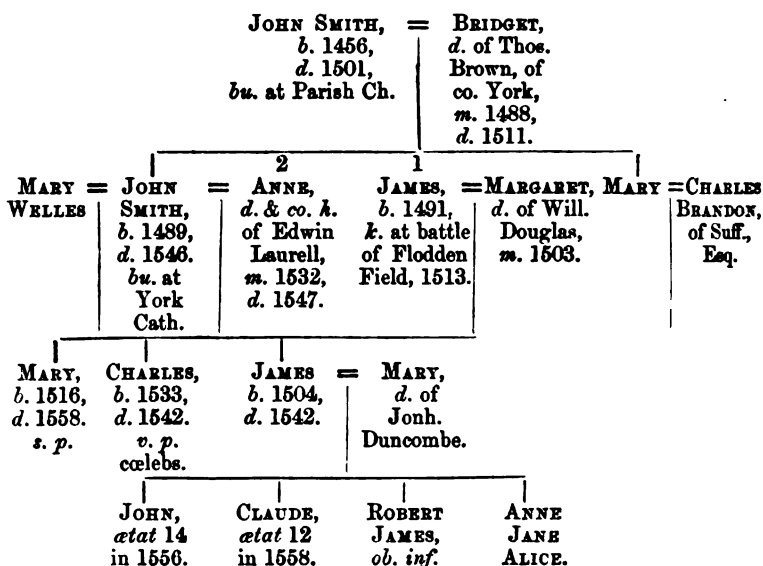 JOHN SMITH, = BRIDGET,
b. 1456, d. of Thos.
d. 1501, Brown, of
bu. at Parish Ch. co. York,
m. 1488,
d. 1511.
2 1
MARY = JOHN = ANNE, JAMES, = MARGARET, MARY = CHARLES
WELLES SMITH, d. & co. h. b. 1491, d. of Will. BRANDON,
b. 1489, of Edwin k. at battle Douglas, of Suff.,
d. 1546. Laurell, of Flodden m. 1503. Esq.
bu. at m. 1532, Field, 1513.
York d. 1547.
Cath.
MARY, CHARLES, JAMES = MARY,
b. 1516, b. 1533, b. 1504, d. of
d. 1558. d. 1542. d. 1542. Jonh.
s. p. v. p. Duncombe.
cœlebs.
JOHN, CLAUDE, ROBERT ANNE
ætat 14 ætat 12 JAMES, JANE
in 1556. in 1558. ob. inf. ALICE.